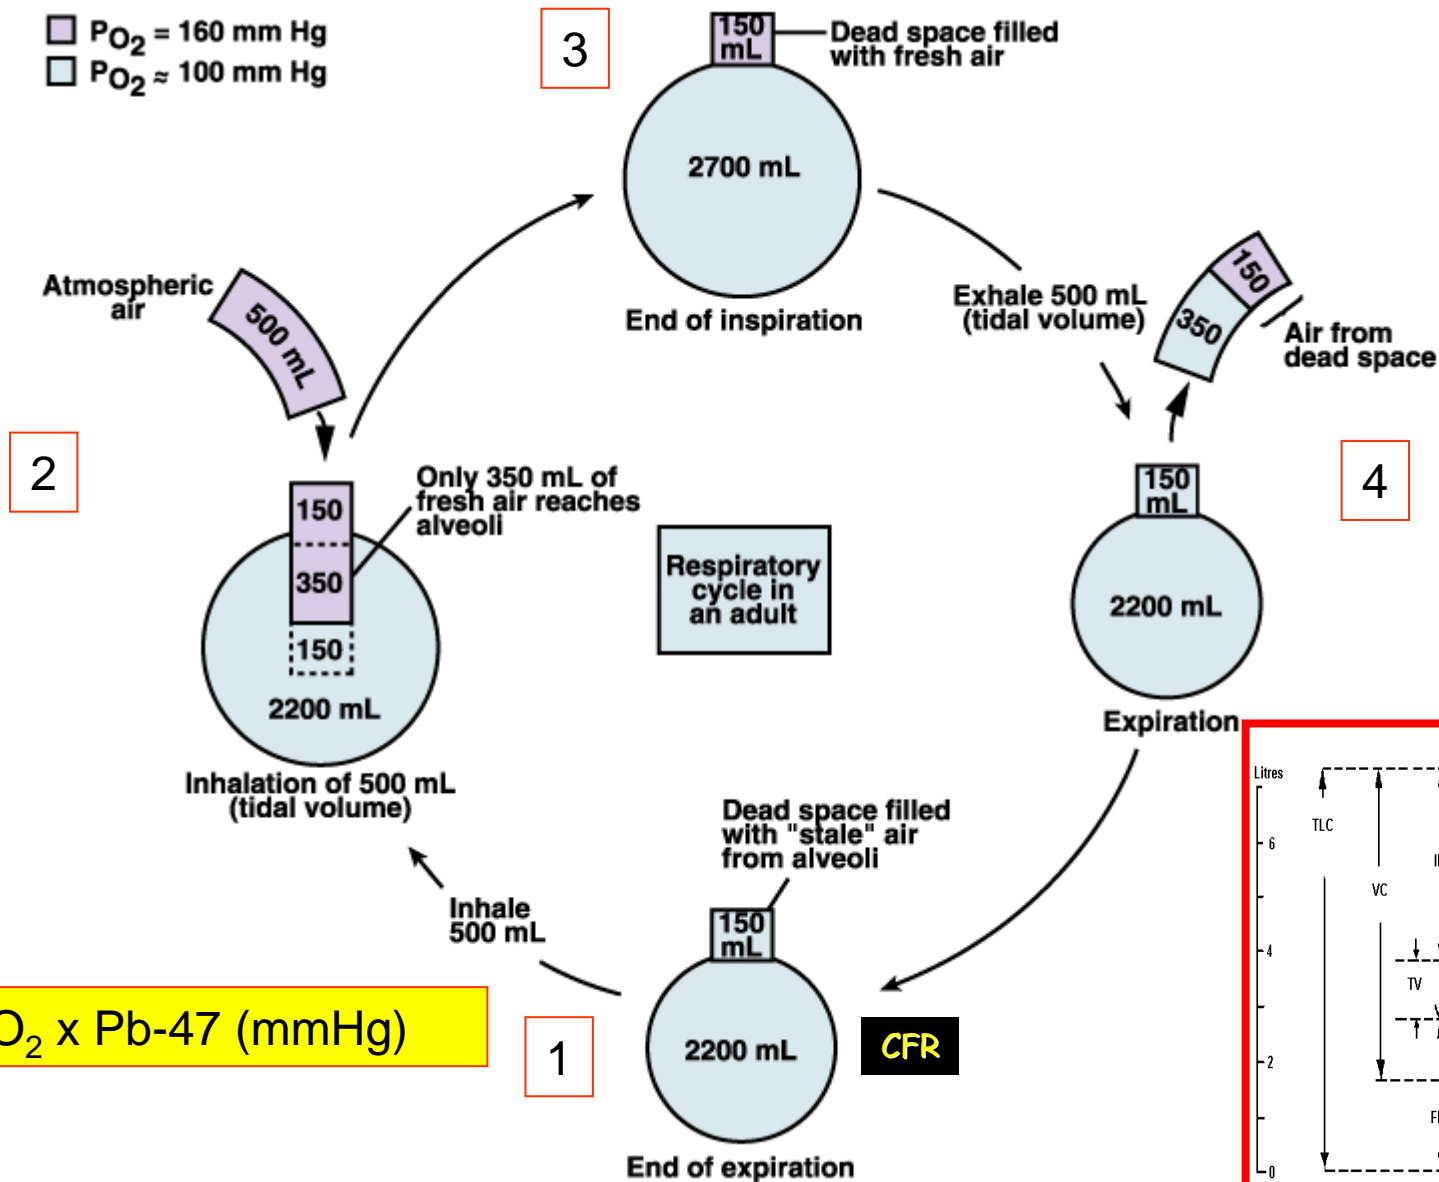 P O2 = 160 mm Hg
P O2 ≈ 100 mm Hg
3
150
mL
Dead space filled
with fresh air
2700 mL
End of inspiration
Atmospheric
air
500 mL
2
150
350
150
2200 mL
Only 350 mL of
fresh air reaches
alveoli
Inhalation of 500 mL
(tidal volume)
Respiratory
cycle in
an adult
Exhale 500 mL
(tidal volume)
150
350
Air from
dead space
4
150
mL
2200 mL
Expiration
Dead space filled
with "stale" air
from alveoli
Inhale
500 mL
150
mL
2200 mL
End of expiration
1
CFR
O2 x Pb-47 (mmHg)
Litres
6
4
2
0
TLC
VC
TV